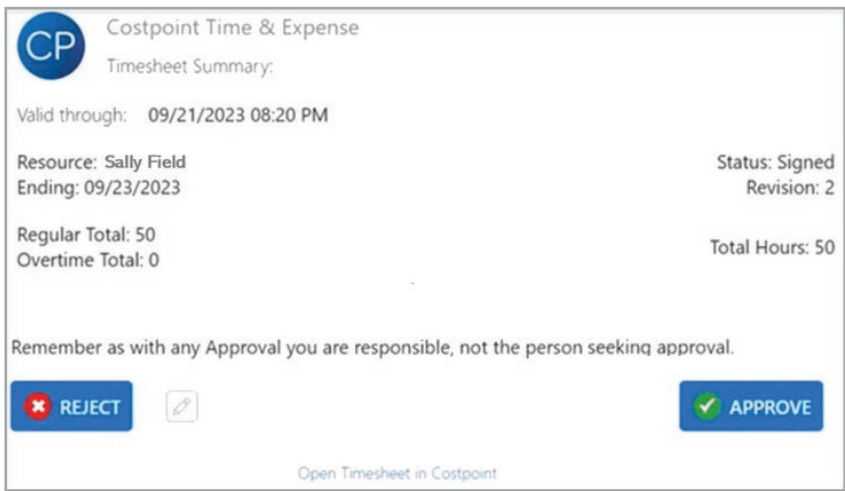 CP
Costpoint Time & Expense
Timesheet Summary:
Valid through: 09/21/2023 08:20 PM
Resource: Sally Field
Status: Signed
Ending: 09/23/2023
Revision: 2
Regular Total: 50
Overtime Total: 0
Total Hours: 50
Remember as with any Approval you are responsible, not the person seeking approval.
REJECT
APPROVE
Open Timesheet in Costpoint